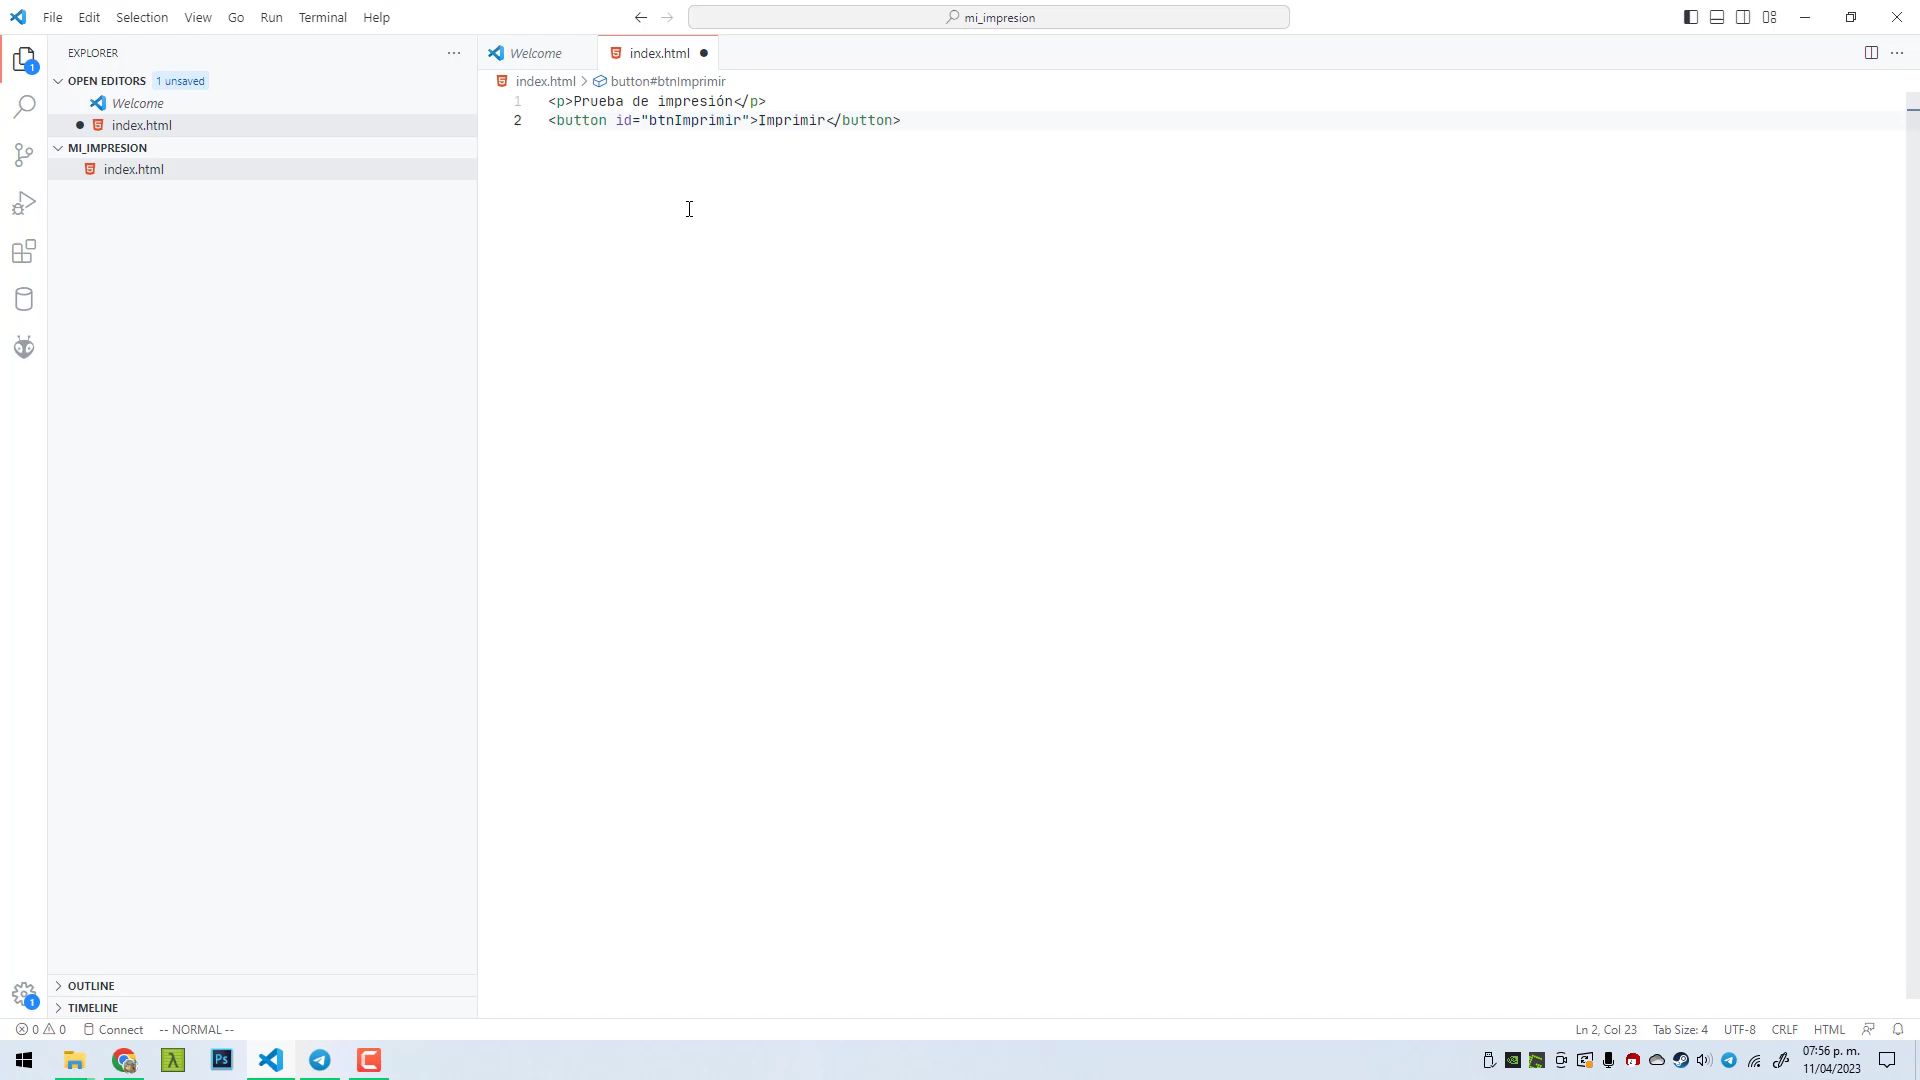 File Edit Selection View Go Run Terminal Help
mi_impresion
EXPLORER
OPEN EDITORS 1 unsaved
Welcome
index.html
MI_IMPRESION
index.html
OUTLINE
TIMELINE
Welcome
index.html
index.html > button#btnImprimir
1 <p>Prueba de impresión</p>
2 <button id="btnImprimir">Imprimir</button>
1
1
0 0 Connect -- NORMAL --
Ln 2, Col 23 Tab Size: 4 UTF-8 CRLF HTML
Ps
07:56 p. m.
11/04/2023